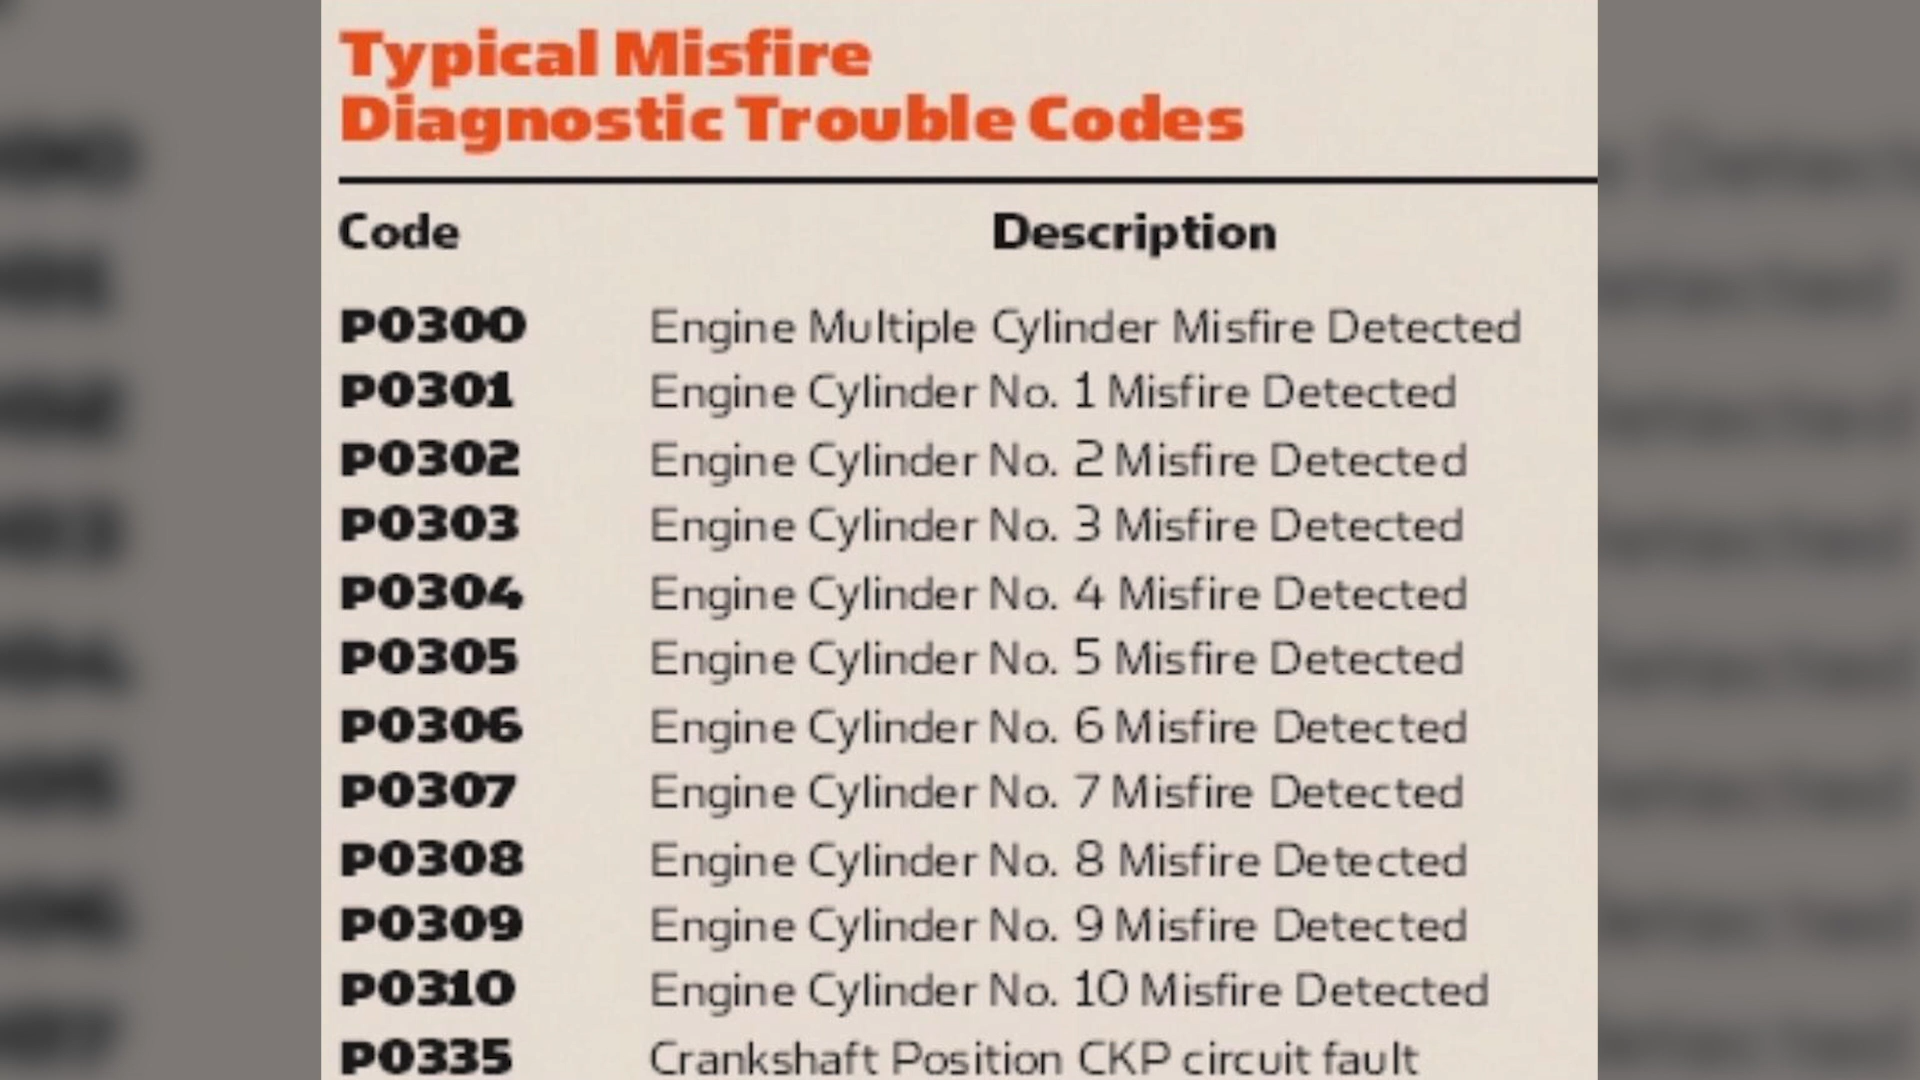 Typical Misfire
Diagnostic Trouble Codes
Code Description
P0300 Engine Multiple Cylinder Misfire Detected
P0301 Engine Cylinder No. 1 Misfire Detected
P0302 Engine Cylinder No. 2 Misfire Detected
P0303 Engine Cylinder No. 3 Misfire Detected
P0304 Engine Cylinder No. 4 Misfire Detected
P0305 Engine Cylinder No. 5 Misfire Detected
P0306 Engine Cylinder No. 6 Misfire Detected
P0307 Engine Cylinder No. 7 Misfire Detected
P0308 Engine Cylinder No. 8 Misfire Detected
P0309 Engine Cylinder No. 9 Misfire Detected
P0310 Engine Cylinder No. 10 Misfire Detected
P0335 Crankshaft Position CKP circuit fault